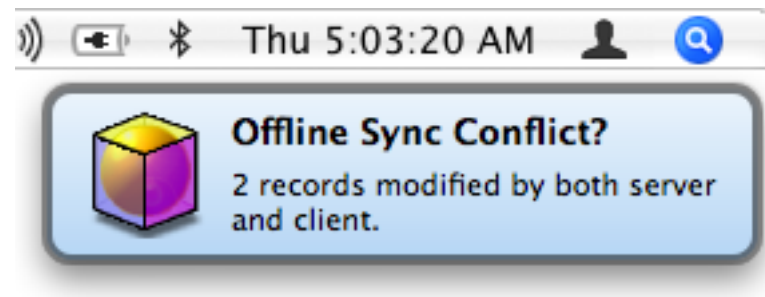 Thu 5:03:20 AM
Offline Sync Conflict?
2 records modified by both server
and client.